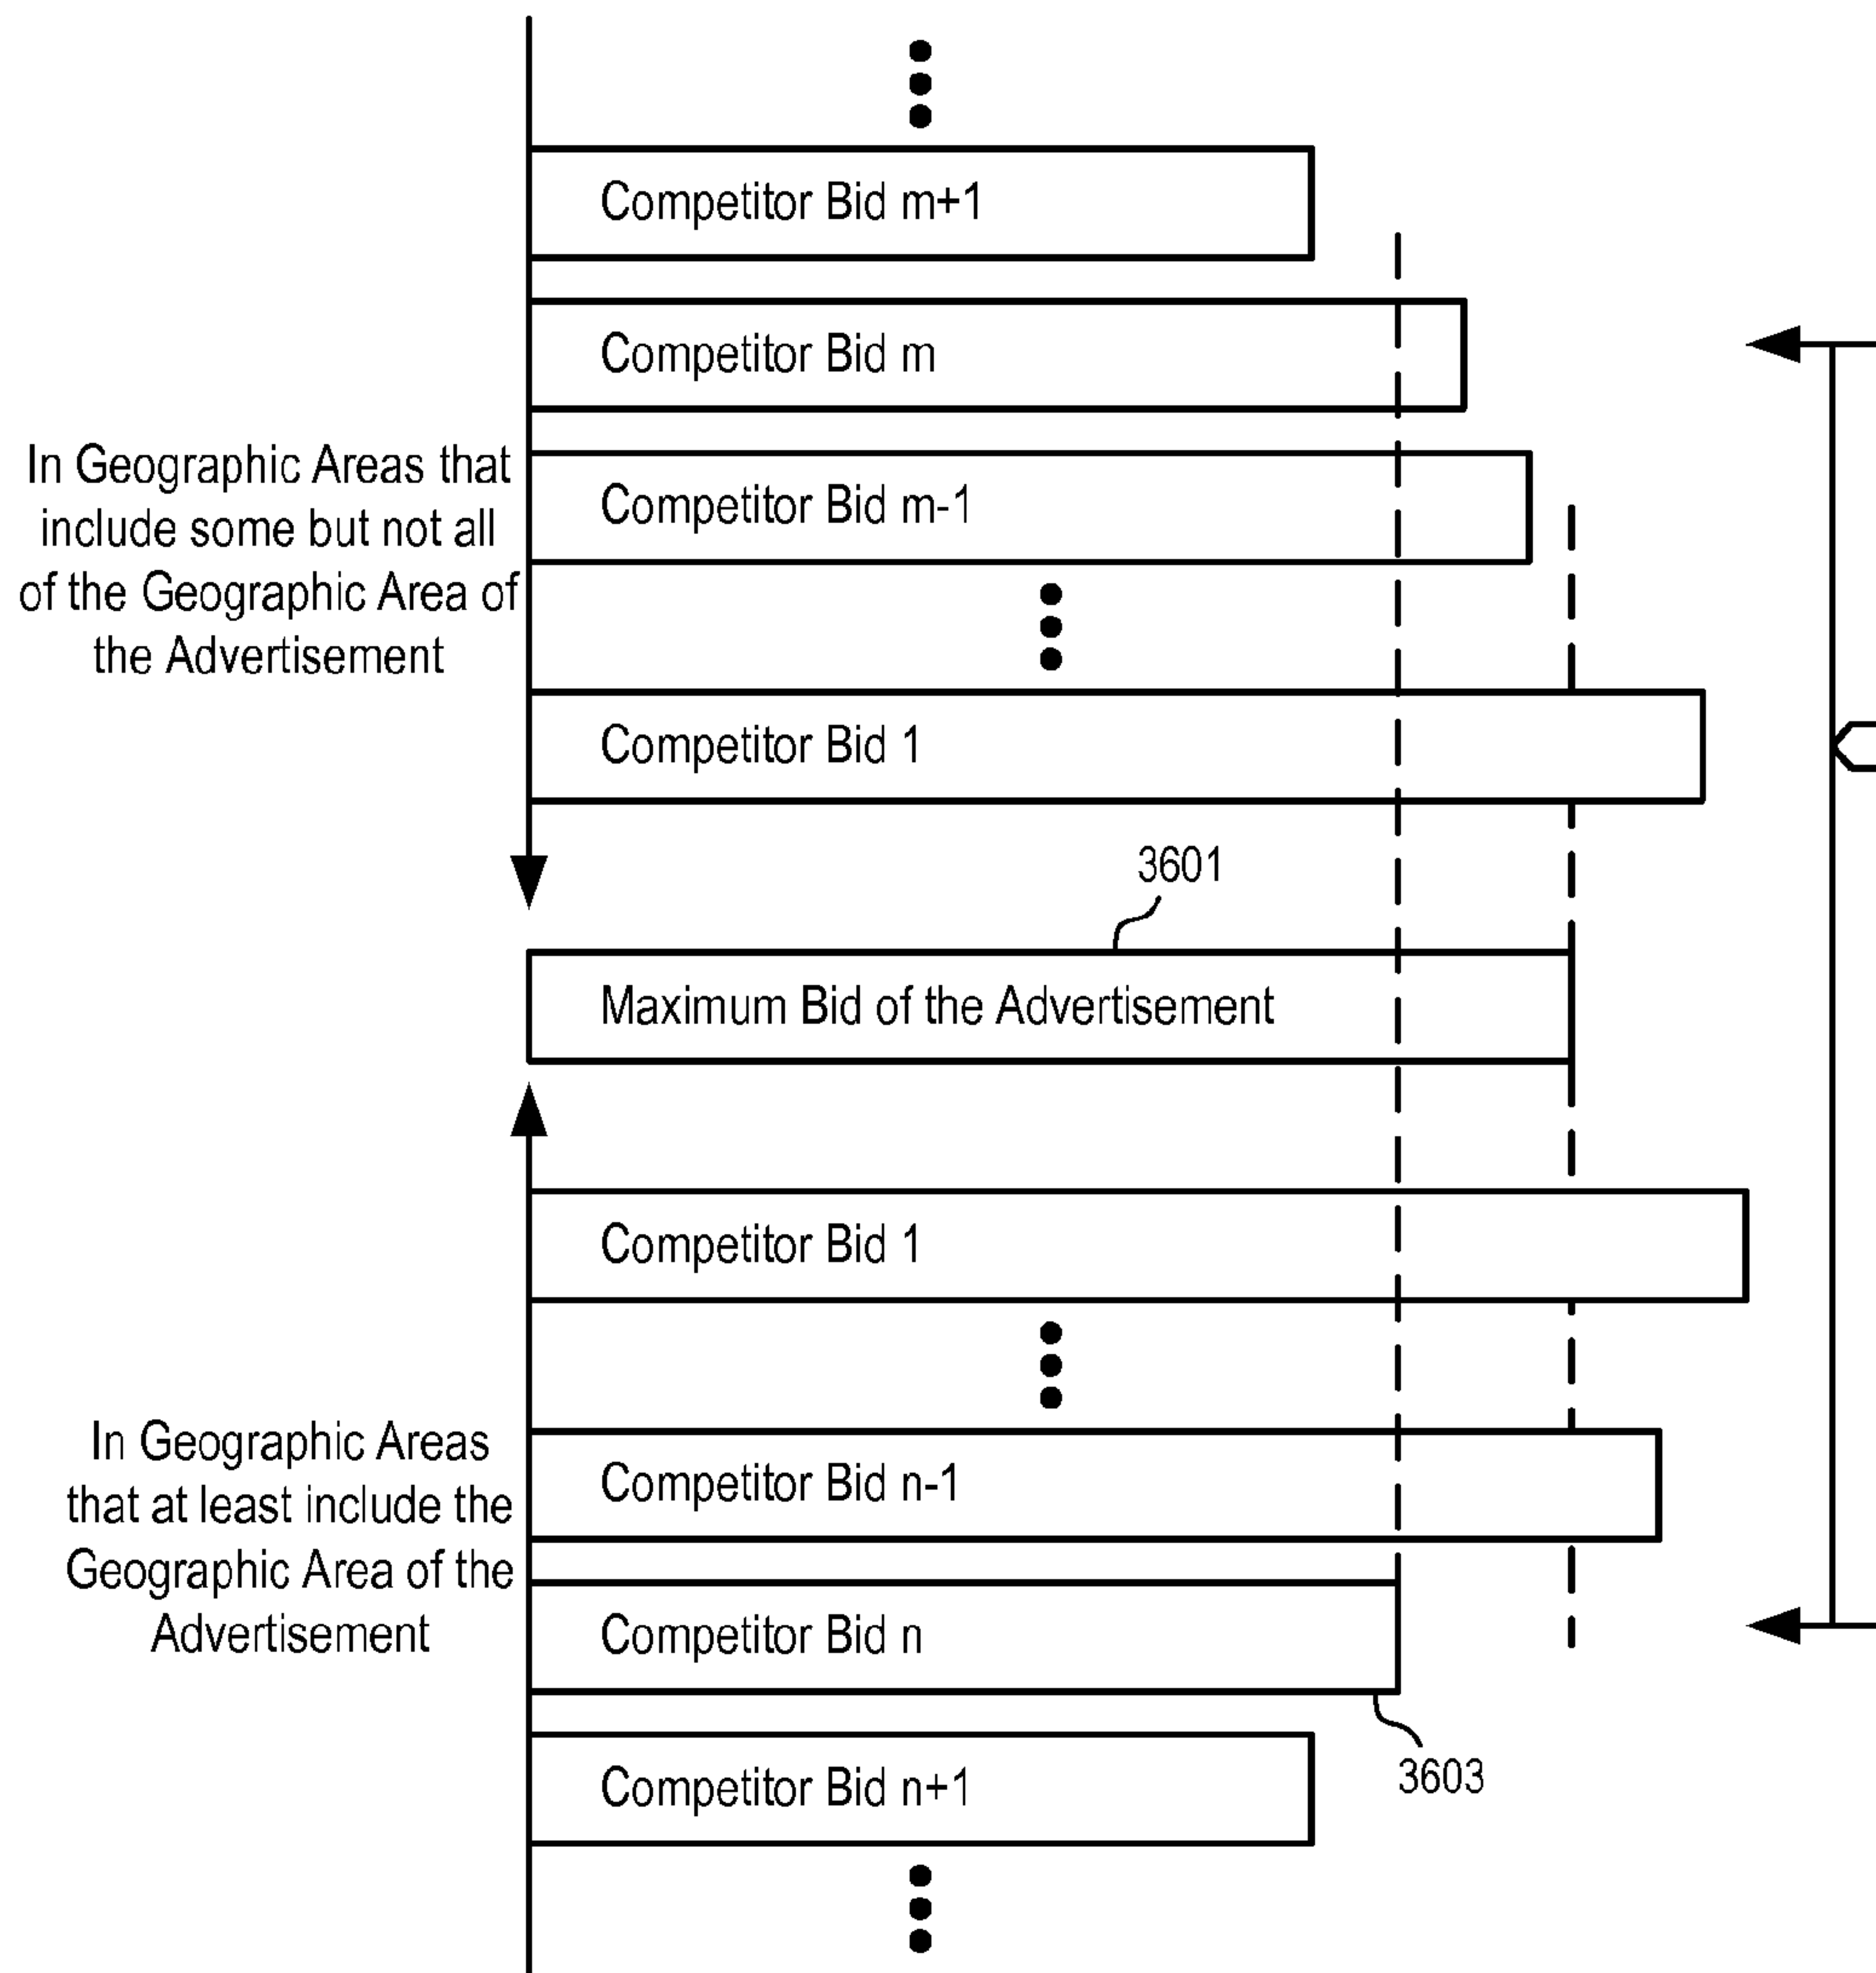 Competitor Bid m+1
Competitor Bid m
In Geographic Areas that
include some but not all
of the Geographic Area of
the Advertisement
Competitor Bid m-1
Competitor Bid 1
3601
Maximum Bid of the Advertisement
Competitor Bid 1
In Geographic Areas
that at least include the
Geographic Area of the
Advertisement
Competitor Bid n-1
Competitor Bid n
3603
Competitor Bid n+1